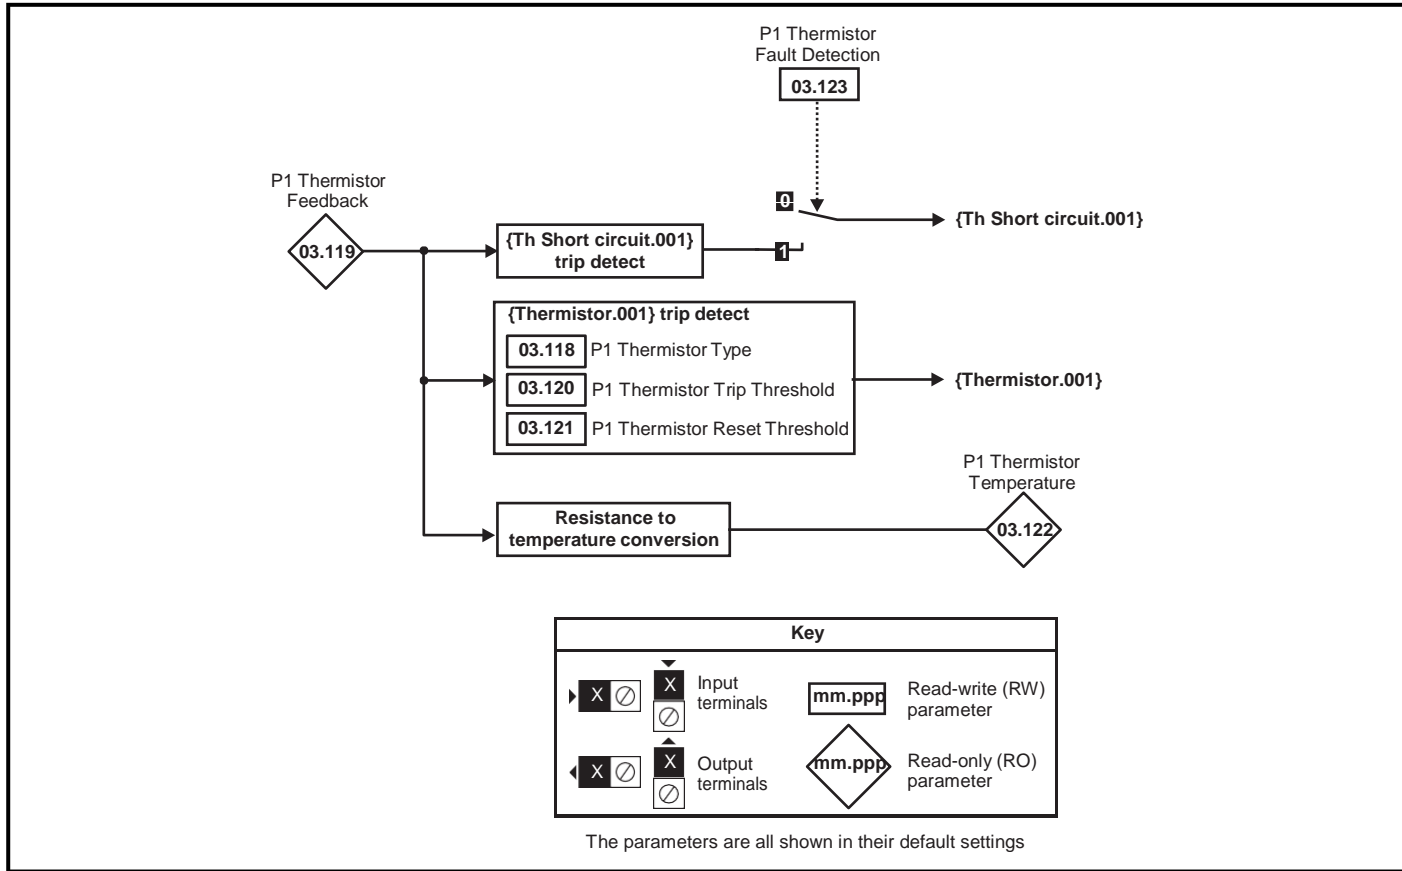 P1 Thermistor
Fault Detection
03.123
P1 Thermistor
Feedback
03.119
0
{Th Short circuit.001}
{Th Short circuit.001}
trip detect
1
{Thermistor.001} trip detect
03.118 P1 Thermistor Type
03.120 P1 Thermistor Trip Threshold
03.121 P1 Thermistor Reset Threshold
{Thermistor.001}
P1 Thermistor
Temperature
03.122
Resistance to
temperature conversion
Key
X
X
Input
terminals
mm.ppp
Read-write (RW)
parameter
X
X
Output
terminals
mm.ppp
Read-only (RO)
parameter
The parameters are all shown in their default settings